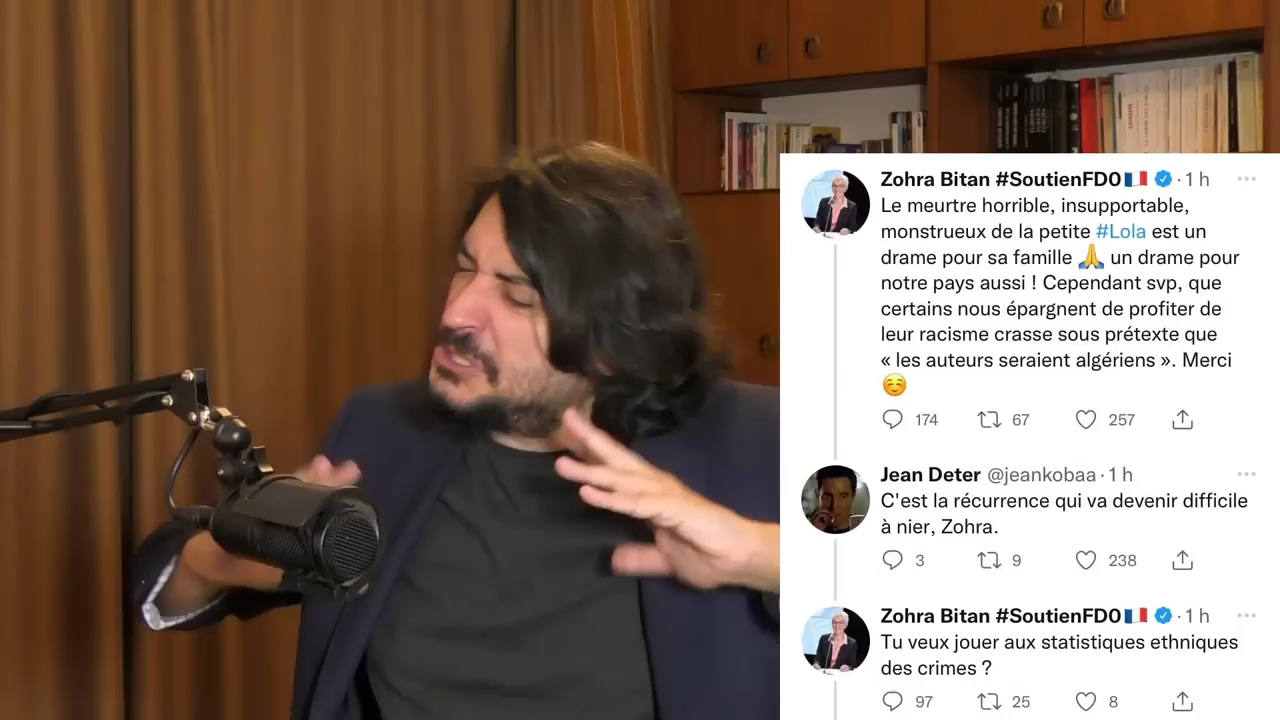 Zohra Bitan #SoutienFDO🇫🇷 · 1 h
Le meurtre horrible, insupportable,
monstrueux de la petite #Lola est un
drame pour sa famille 🙏 un drame pour
notre pays aussi ! Cependant svp, que
certains nous épargnent de profiter de
leur racisme crasse sous prétexte que
« les auteurs seraient algériens ». Merci
☺️
174 67 257
Jean Deter @jeankobaa · 1 h
C'est la récurrence qui va devenir difficile
à nier, Zohra.
3 9 238
Zohra Bitan #SoutienFDO🇫🇷 · 1 h
Tu veux jouer aux statistiques ethniques
des crimes ?
97 25 8